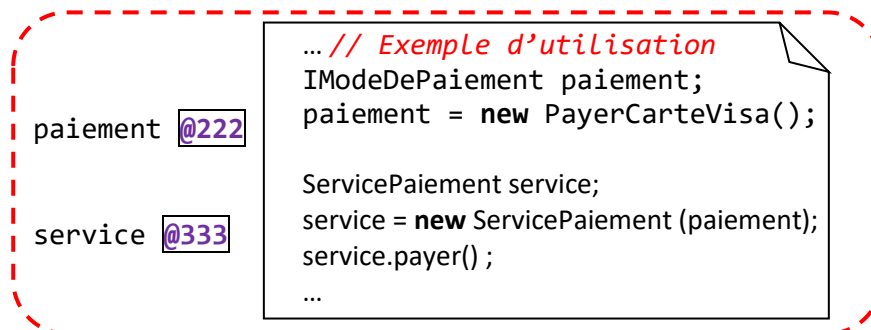 … // Exemple d'utilisation
IModeDePaiement paiement;
paiement = new PayerCarteVisa();
paiement @222
ServicePaiement service;
service @333
service = new ServicePaiement (paiement);
service.payer() ;
…